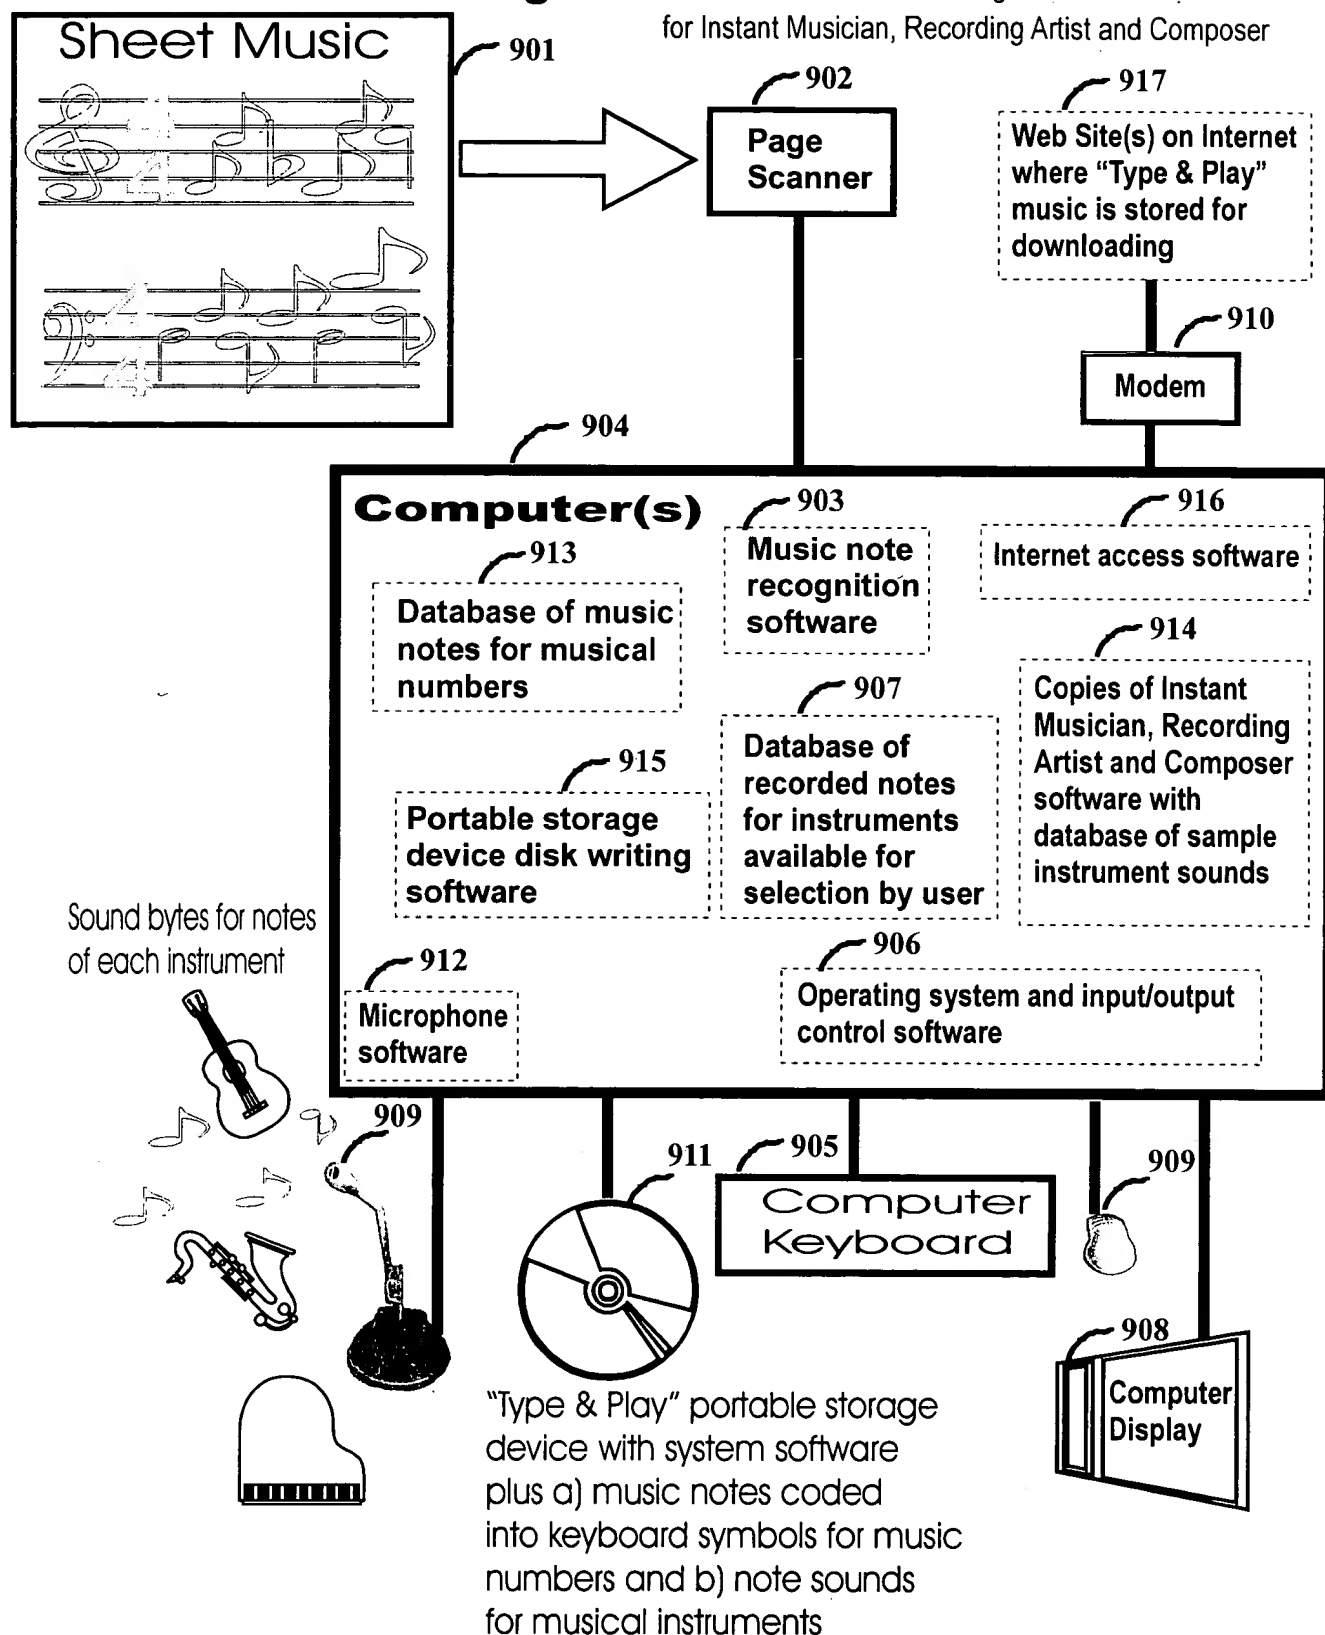 for Instant Musician, Recording Artist and Composer
Sheet Music
901
902
917
Page
Scanner
Web Site(s) on Internet
where “Type & Play”
music is stored for
downloading
910
Modem
904
Computer(s)
903
916
913
Music note
recognition
software
Internet access software
Database of music
notes for musical
numbers
914
907
Copies of Instant
Musician, Recording
Artist and Composer
software with
database of sample
instrument sounds
915
Database of
recorded notes
for instruments
available for
selection by user
Portable storage
device disk writing
software
Sound bytes for notes
of each instrument
912
906
Microphone
software
Operating system and input/output
control software
909
911
905
909
Computer
Keyboard
908
Computer
Display
"Type & Play" portable storage
device with system software
plus a) music notes coded
into keyboard symbols for music
numbers and b) note sounds
for musical instruments
4
4
4
4